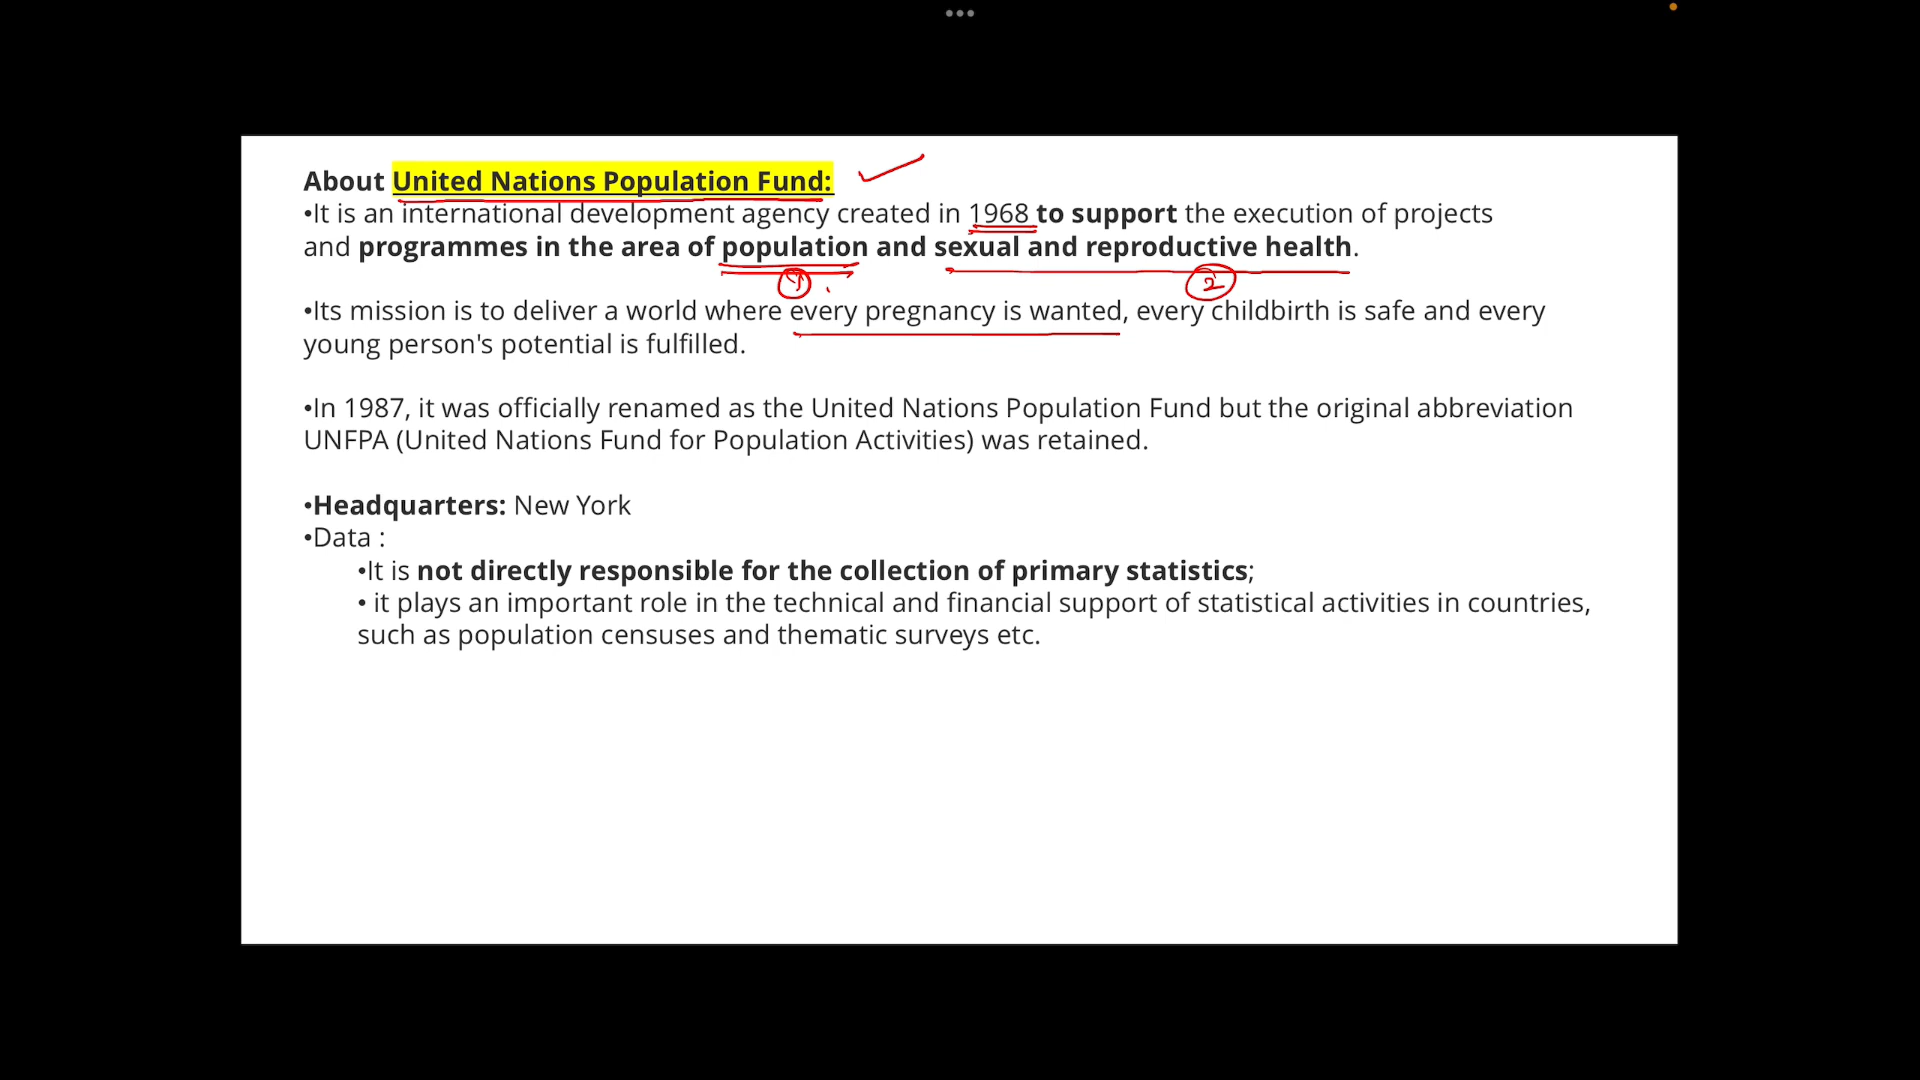 About United Nations Population Fund:
•It is an international development agency created in 1968 to support the execution of projects
and programmes in the area of population and sexual and reproductive health.
2
•Its mission is to deliver a world where every pregnancy is wanted, every childbirth is safe and every
young person's potential is fulfilled.
•In 1987, it was officially renamed as the United Nations Population Fund but the original abbreviation
UNFPA (United Nations Fund for Population Activities) was retained.
•Headquarters: New York
•Data :
•It is not directly responsible for the collection of primary statistics;
• it plays an important role in the technical and financial support of statistical activities in countries,
such as population censuses and thematic surveys etc.